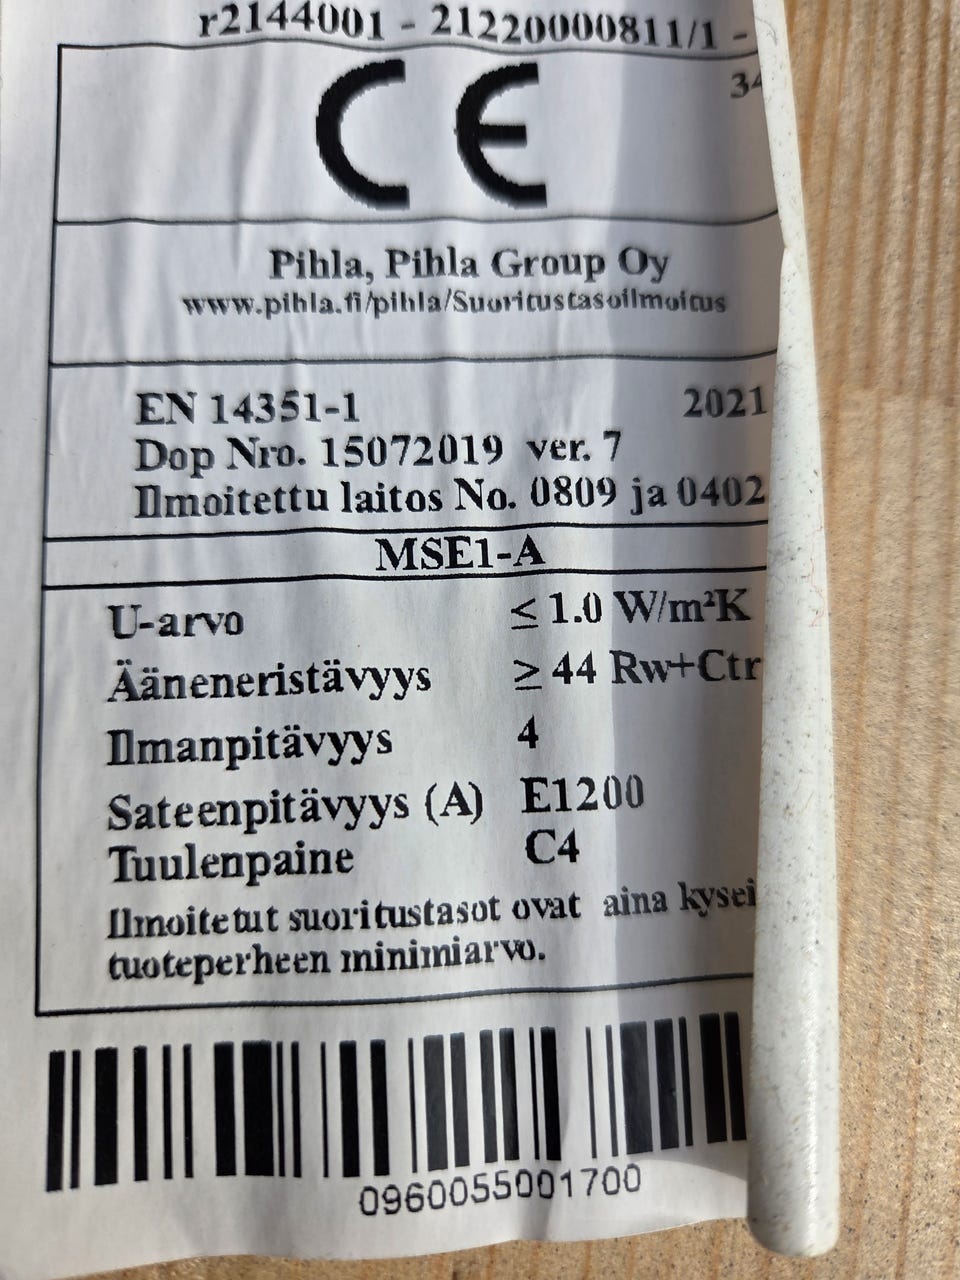 r2144001 - 21220000811/1 -
CE
34
Pihla, Pihla Group Oy
www.pihla.fi/pihla/Suoritustasoilmoitus
EN 14351-1 2021
Dop Nro. 15072019 ver. 7
Ilmoitettu laitos No. 0809 ja 0402
MSE1-A
U-arvo ≤ 1.0 W/m²K
Ääneneristävyys ≥ 44 Rw+Ctr
Ilmanpitävyys 4
Sateenpitävyys (A) E1200
Tuulenpaine C4
Ilmoitetut suoritustasot ovat aina kysei
tuoteperheen minimiarvo.
0960055001700